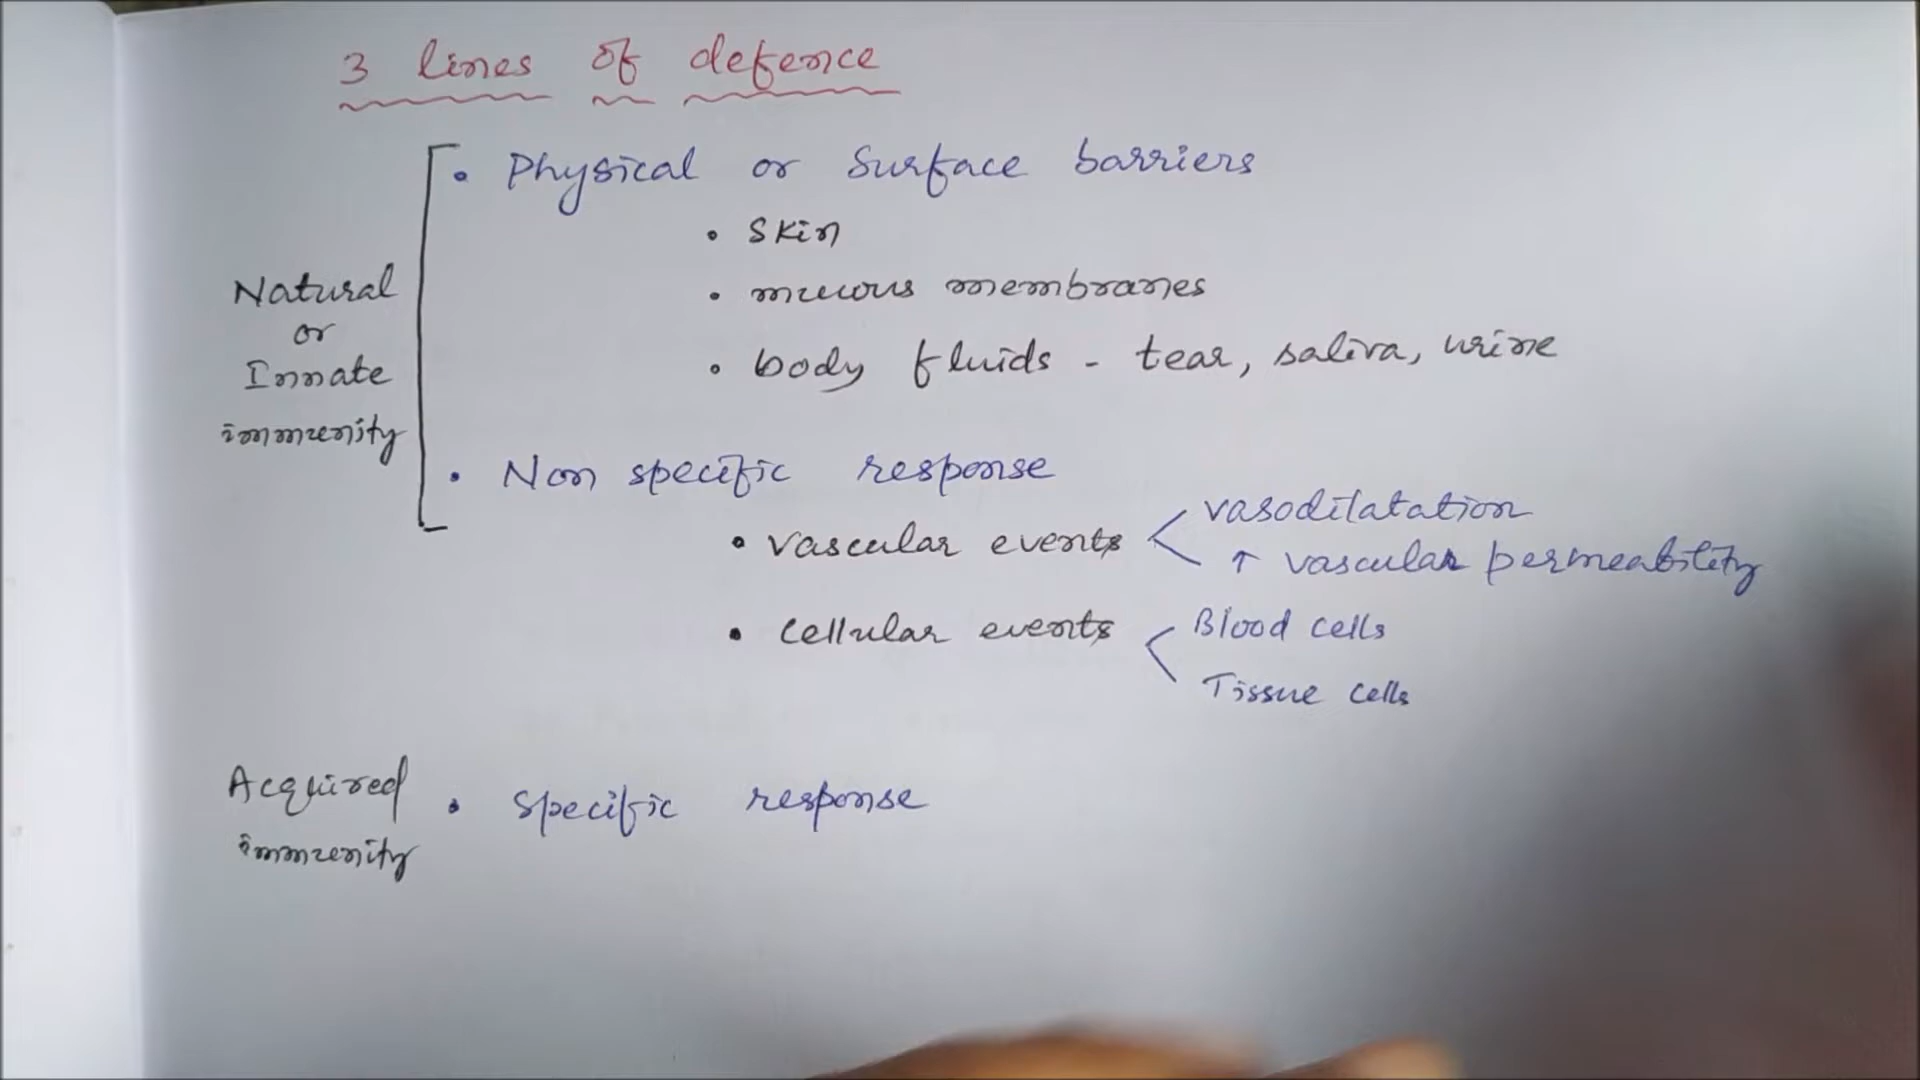 3 lines of defence
• Physical or Surface barriers
• Skin
• mucous membranes
• body fluids - tear, saliva, urine
Natural
or
Innate
immunity
• Non specific response
• vascular events < vasodilatation
↑ vascular permeability
• cellular events < Blood cells
Tissue cells
Acquired
immunity
• Specific response